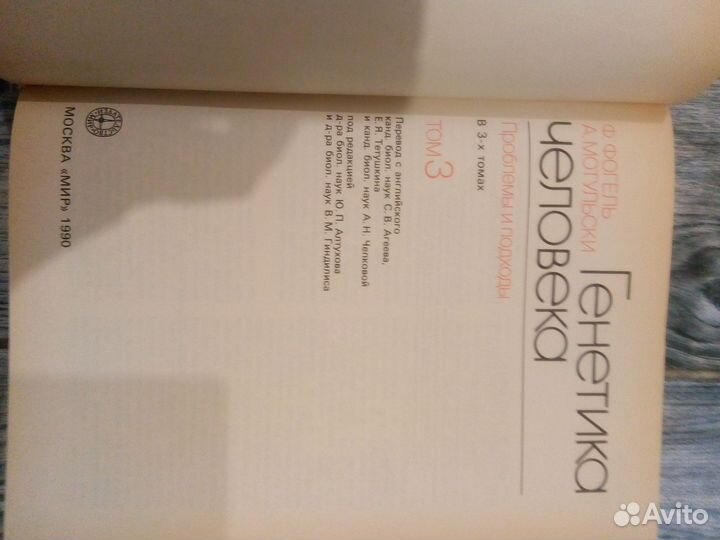 Ф. ФОГЕЛЬ
А. МОТУЛЬСКИ
Генетика
человека
Проблемы и подходы
В 3-х томах
ТОМ 3
Перевод с английского
канд. биол. наук С. В. Агеева,
Е. Я. Тетушкина
и канд. биол. наук А. Н. Чепковой
под редакцией
д-ра биол. наук Ю. П. Алтухова
и д-ра биол. наук В. М. Гиндилиса
МОСКВА «МИР» 1990
Avito